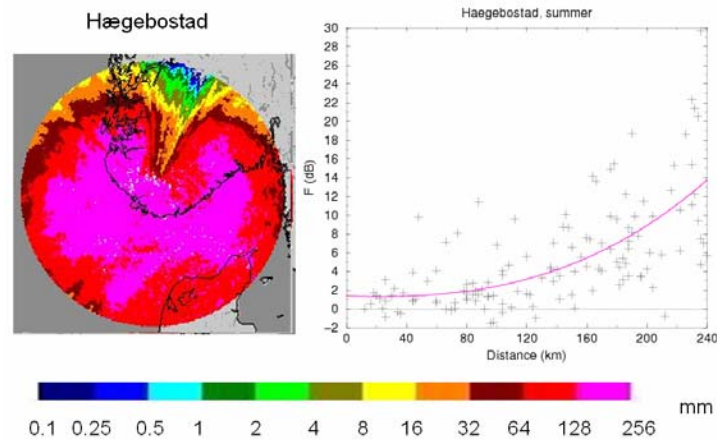 Hægebostad
Haegebostad, summer
30
28
26
24
22
20
18
16
14
12
10
8
6
4
2
0
-2
F (dB)
0 40 80 120 160 200 240
Distance (km)
mm
0.1 0.25 0.5 1 2 4 8 16 32 64 128 256